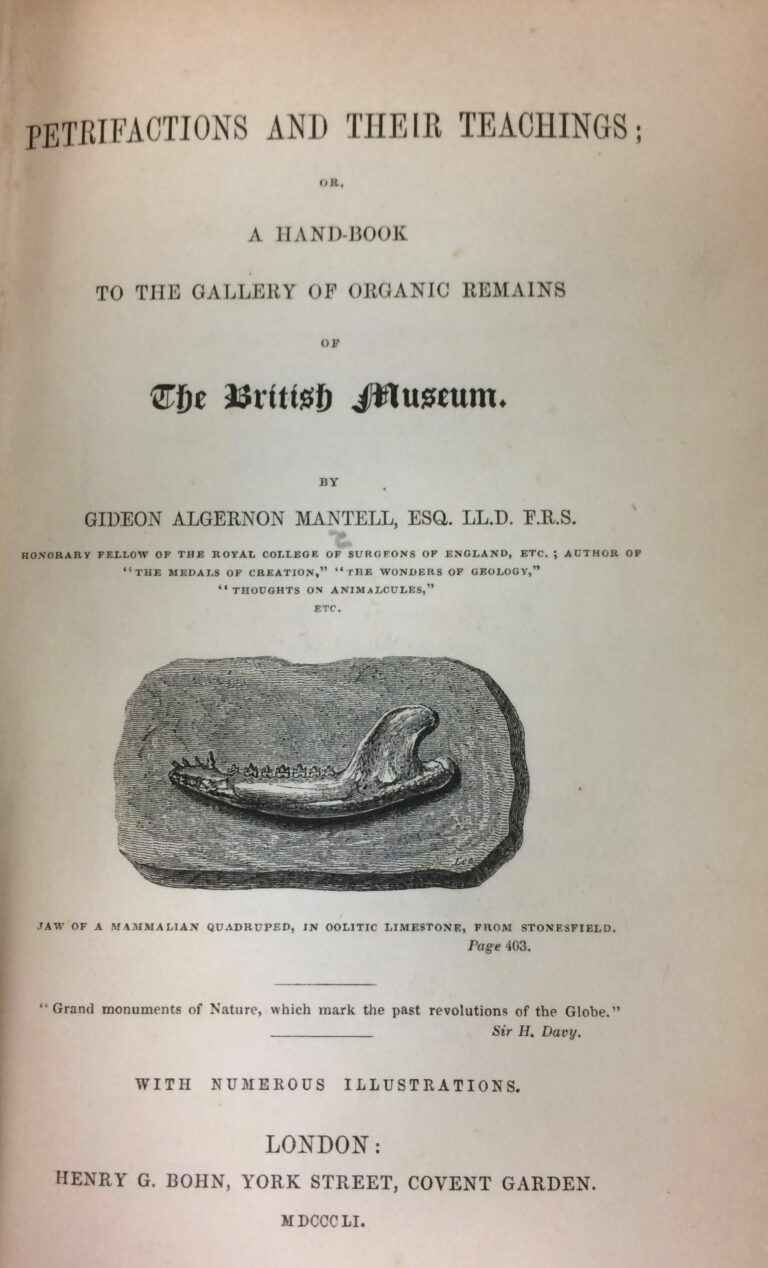 PETRIFACTIONS AND THEIR TEACHINGS;
OR,
A HAND-BOOK
TO THE GALLERY OF ORGANIC REMAINS
OF
The British Museum.
BY
GIDEON ALGERNON MANTELL, ESQ. LL.D. F.R.S.
HONORARY FELLOW OF THE ROYAL COLLEGE OF SURGEONS OF ENGLAND, ETC.; AUTHOR OF
“THE MEDALS OF CREATION,” “THE WONDERS OF GEOLOGY,”
“THOUGHTS ON ANIMALCULES,”
ETC.
Lee
JAW OF A MAMMALIAN QUADRUPED, IN OOLITIC LIMESTONE, FROM STONESFIELD.
Page 403.
“Grand monuments of Nature, which mark the past revolutions of the Globe.”
Sir H. Davy.
WITH NUMEROUS ILLUSTRATIONS.
LONDON:
HENRY G. BOHN, YORK STREET, COVENT GARDEN.
MDCCCLI.